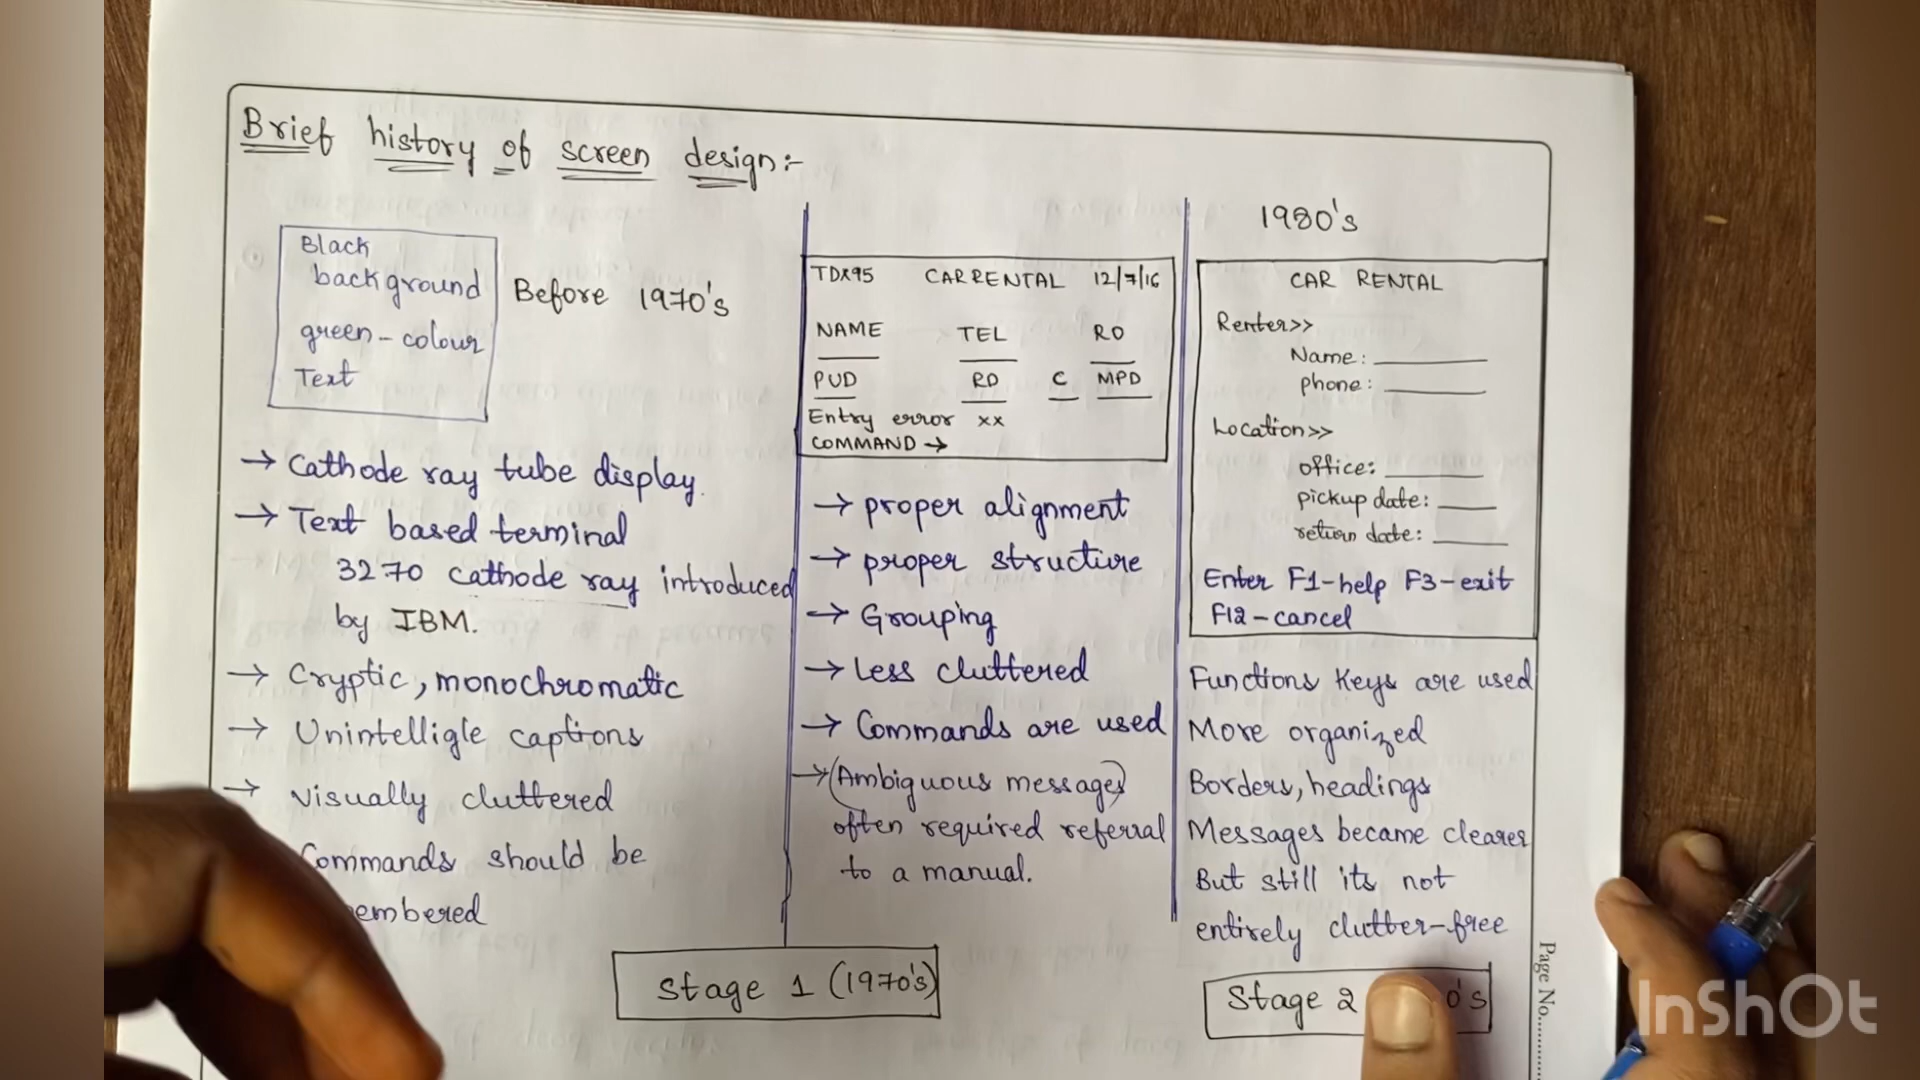 Brief history of screen design:-
Black
background
green-colour
Text
Before 1970's
→ Cathode ray tube display.
→ Text based terminal
3270 cathode ray introduced
by IBM.
→ Cryptic, monochromatic
→ Unintelligle captions
→ Visually cluttered
Commands should be
embered
TDX95 CAR RENTAL 12/7/16
NAME TEL RO
PUD RD C MPD
Entry error xx
COMMAND →
→ proper alignment
→ proper structure
→ Grouping
→ Less cluttered
→ Commands are used
→ (Ambiguous messages)
often required referral
to a manual.
Stage 1 (1970's)
1980's
CAR RENTAL
Renter>>
Name:
phone:
Location>>
office:
pickup date:
return date:
Enter F1-help F3-exit
F12-cancel
Functions Keys are used
More organized
Borders, headings
Messages became clearer
But still its not
entirely clutter-free
Stage 2 0's
Page No..........
InShOt